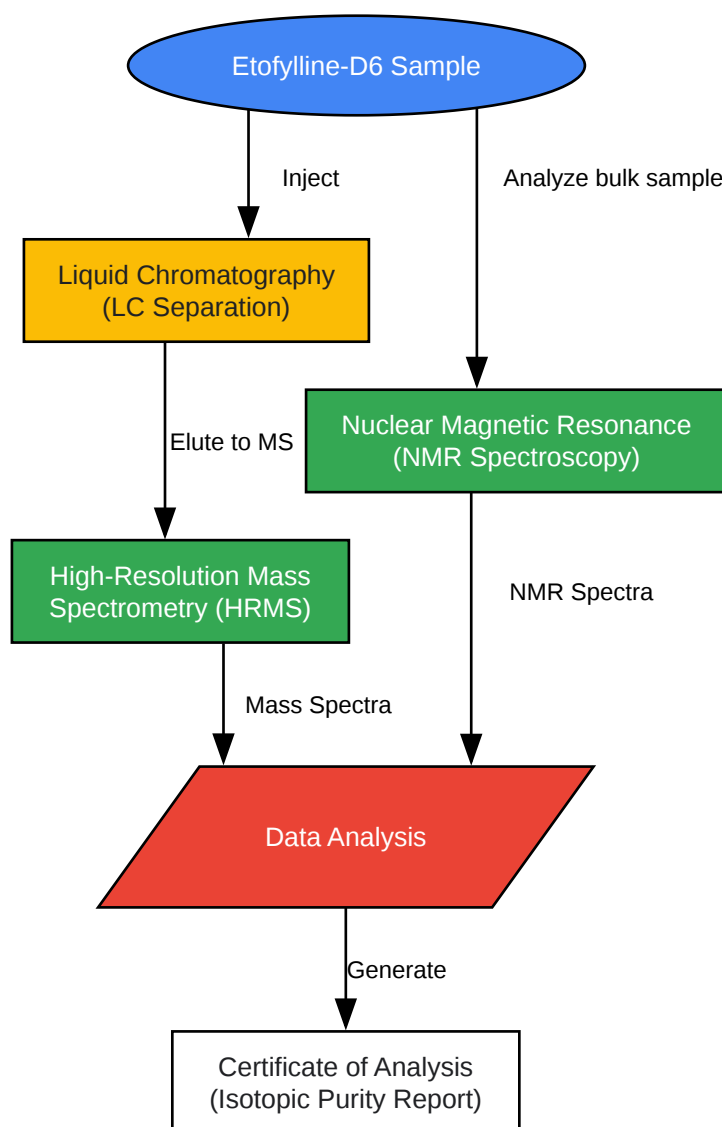 Etofylline-D6 Sample
Inject
Analyze bulk sample
Liquid Chromatography
(LC Separation)
Nuclear Magnetic Resonance
(NMR Spectroscopy)
Elute to MS
High-Resolution Mass
Spectrometry (HRMS)
NMR Spectra
Mass Spectra
Data Analysis
Generate
Certificate of Analysis
(Isotopic Purity Report)